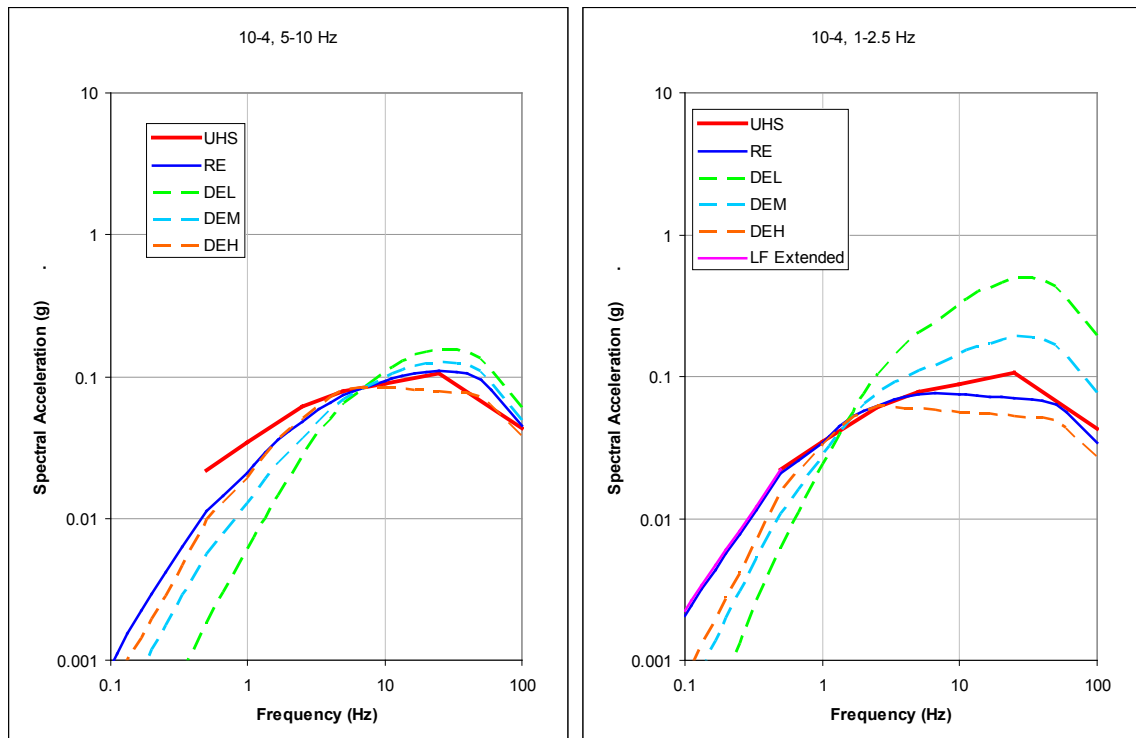 10-4, 5-10 Hz
10
1
0.1
0.01
0.001
0.1
1
10
100
Spectral Acceleration (g)
Frequency (Hz)
UHS
RE
DEL
DEM
DEH
10-4, 1-2.5 Hz
10
1
0.1
0.01
0.001
0.1
1
10
100
Spectral Acceleration (g)
Frequency (Hz)
UHS
RE
DEL
DEM
DEH
LF Extended